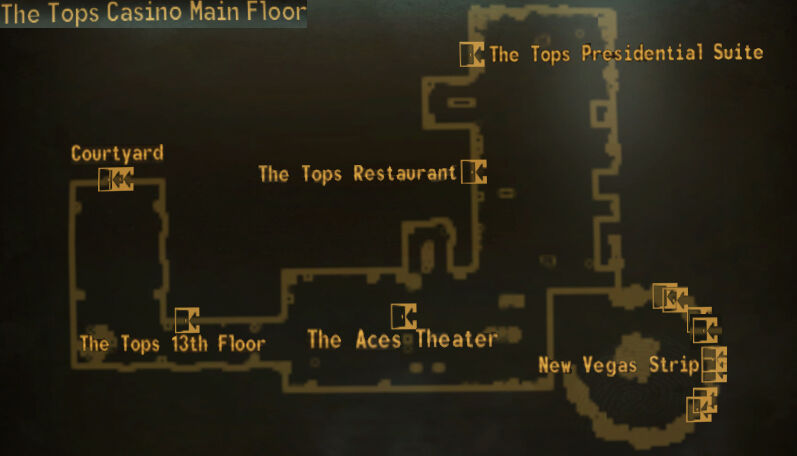 The Tops Casino Main Floor
The Tops Presidential Suite
Courtyard
The Tops Restaurant
The Tops 13th Floor
The Aces Theater
New Vegas Strip